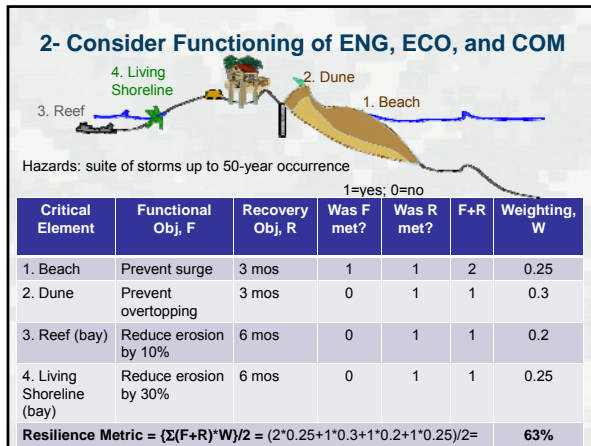 2- Consider Functioning of ENG, ECO, and COM
4. Living
Shoreline
2. Dune
3. Reef
1. Beach
Hazards: suite of storms up to 50-year occurrence
1=yes; 0=no
Critical Element Functional Obj, F Recovery Obj, R Was F met? Was R met? F+R Weighting, W
1. Beach Prevent surge 3 mos 1 1 2 0.25
2. Dune Prevent overtopping 3 mos 0 1 1 0.3
3. Reef (bay) Reduce erosion by 10% 6 mos 0 1 1 0.2
4. Living Shoreline (bay) Reduce erosion by 30% 6 mos 0 1 1 0.25
Resilience Metric = {Σ(F+R)*W}/2 = (2*0.25+1*0.3+1*0.2+1*0.25)/2= 63%